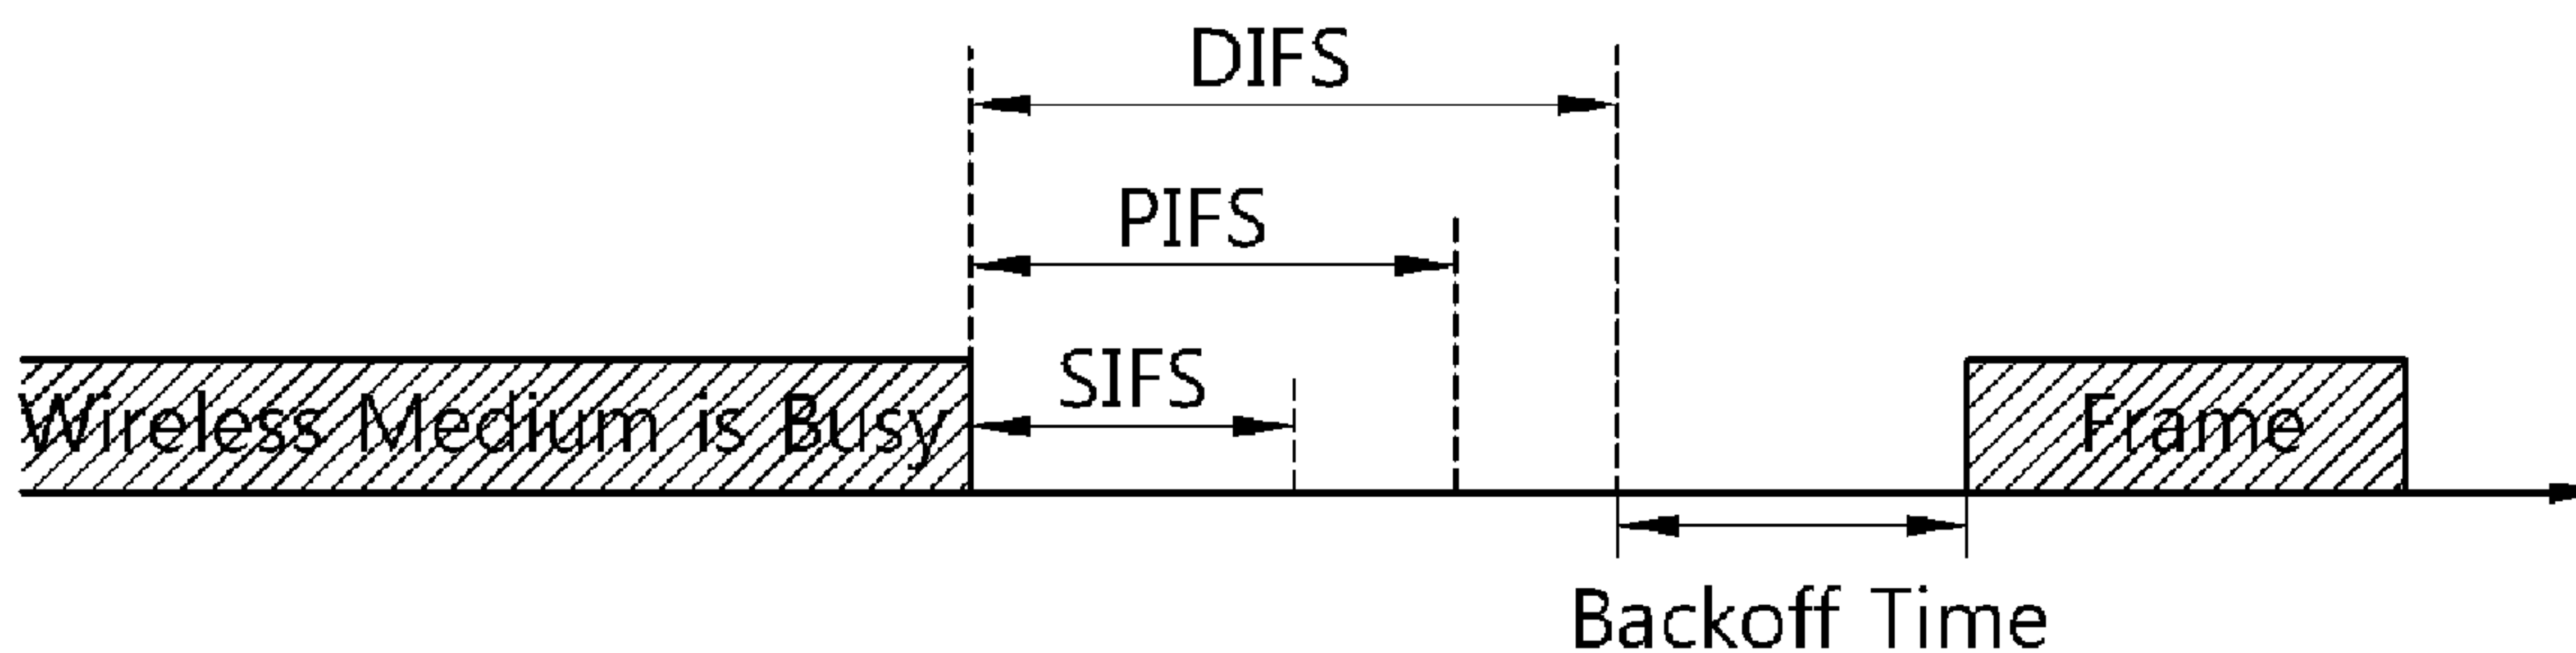 DIFS
PIFS
SIFS
Wireless Medium is Busy
Frame
Backoff Time